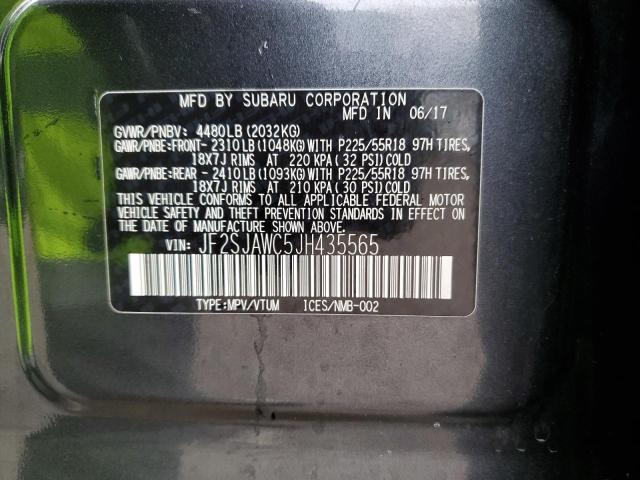 MFD BY SUBARU CORPORATION
MFD IN 06/17
GVWR/PNBV: 4480LB(2032KG)
GAWR/PNBE:FRONT-2310LB(1048KG)WITH P225/55R18 97H TIRES,
18X7J RIMS AT 220 KPA(32 PSI)COLD
GAWR/PNBE:REAR -2410LB(1093KG)WITH P225/55R18 97H TIRES,
18X7J RIMS AT 210 KPA(30 PSI)COLD
THIS VEHICLE CONFORMS TO ALL APPLICABLE FEDERAL MOTOR
VEHICLE SAFETY AND THEFT PREVENTION STANDARDS IN EFFECT ON
THE DATE OF MANUFACTURE SHOWN ABOVE.
VIN: JF2SJAWC5JH435565
TYPE:MPV/VTUM ICES/NMB-002